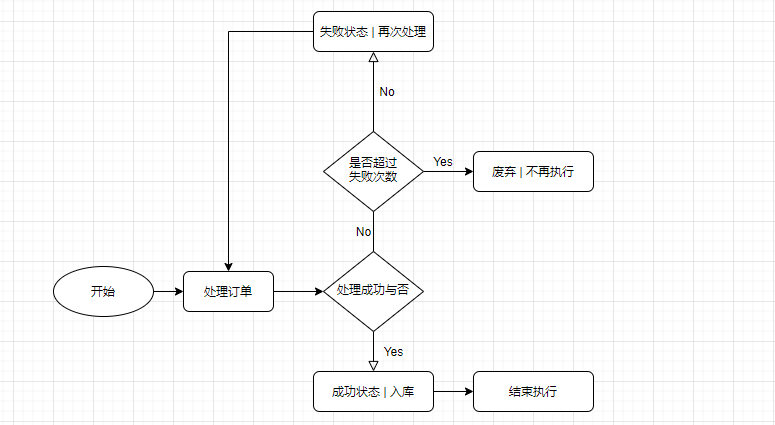 失败状态 | 再次处理
No
是否超过
失败次数
Yes
废弃 | 不再执行
No
开始
处理订单
处理成功与否
Yes
成功状态 | 入库
结束执行